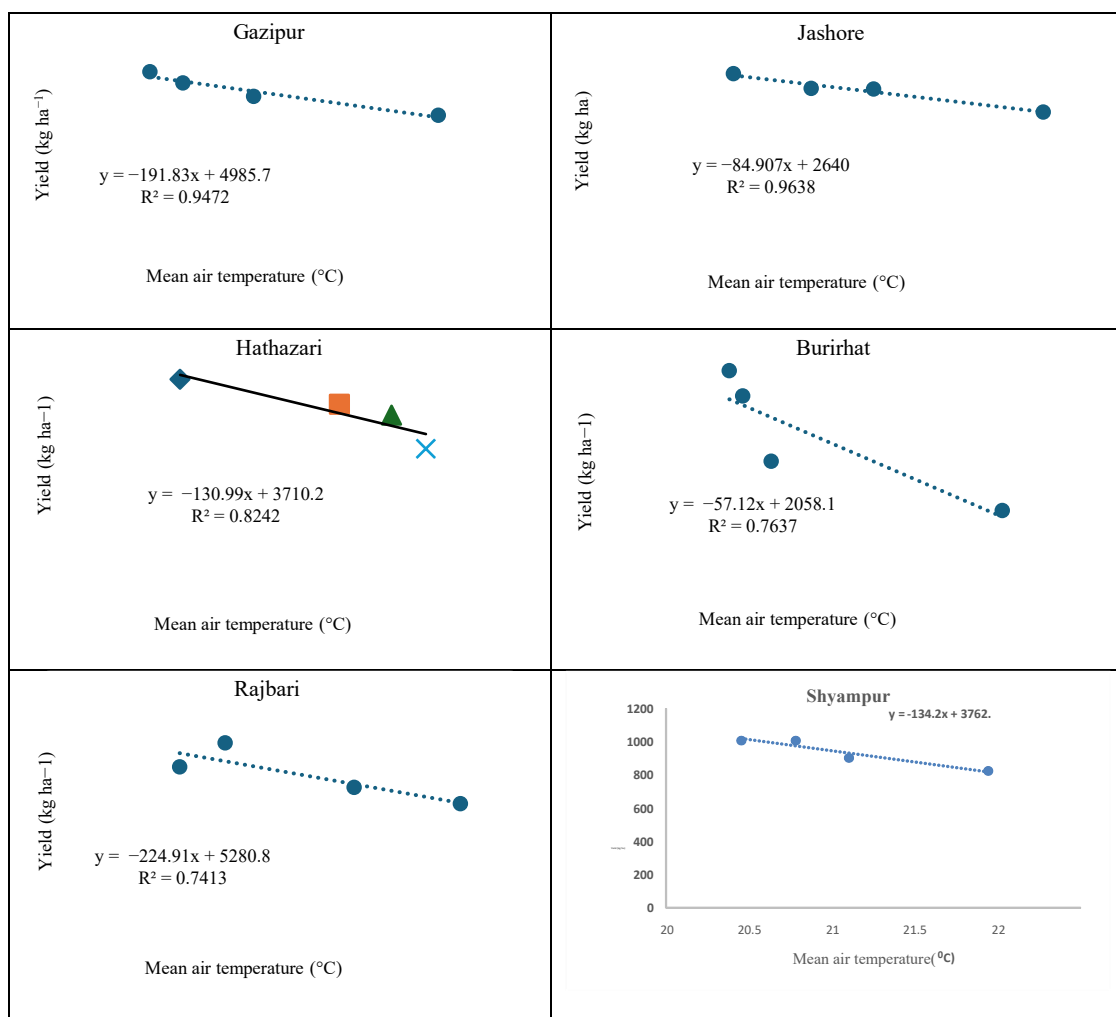 Gazipur
Yield (kg ha⁻¹)
y = −191.83x + 4985.7
R² = 0.9472
Mean air temperature (°C)
Jashore
Yield (kg ha)
y = −84.907x + 2640
R² = 0.9638
Mean air temperature (°C)
Hathazari
Yield (kg ha−1)
y = −130.99x + 3710.2
R² = 0.8242
Mean air temperature (°C)
Burirhat
Yield (kg ha−1)
y = −57.12x + 2058.1
R² = 0.7637
Mean air temperature (°C)
Rajbari
Yield (kg ha−1)
y = −224.91x + 5280.8
R² = 0.7413
Mean air temperature (°C)
Shyampur
y = -134.2x + 3762.
1200
1000
800
600
400
200
0
20 20.5 21 21.5 22
Mean air temperature(⁰C)